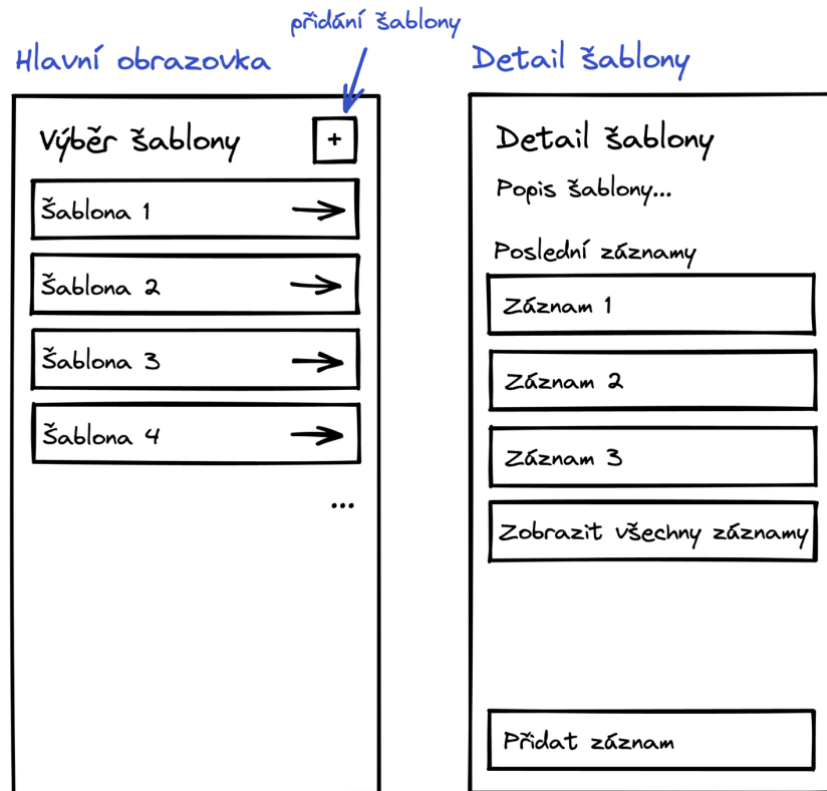 přidání šablony
Hlavní obrazovka
Výběr šablony
+
Šablona 1
Šablona 2
Šablona 3
Šablona 4
...
Detail šablony
Detail šablony
Popis šablony...
Poslední záznamy
Záznam 1
Záznam 2
Záznam 3
Zobrazit všechny záznamy
Přidat záznam